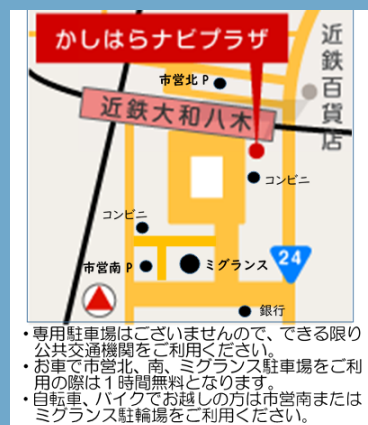 かしはらナビプラザ
近鉄百貨店
市営北P
近鉄大和八木
コンビニ
コンビニ
市営南P
ミグランス
24
銀行
・専用駐車場はございませんので、できる限り
公共交通機関をご利用ください。
・お車で市営北、南、ミグランス駐車場をご利
用の際は１時間無料となります。
・自転車、バイクでお越しの方は市営南または
ミグランス駐輪場をご利用ください。